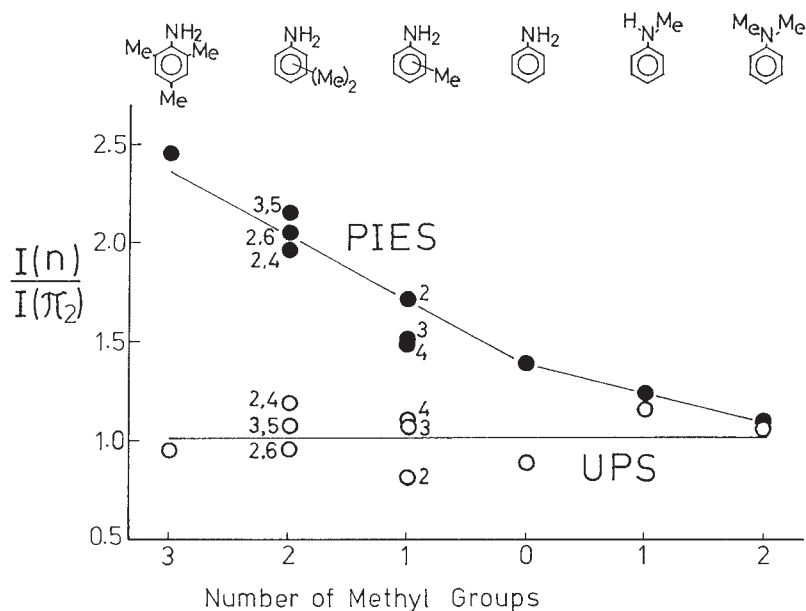 NH2 NH2 NH2 NH2 H Me Me Me
Me Me N N
(Me)2 Me
Me
2.5
3,5 PIES
2.0 2,6
2,4
I(n)
I(π2)
2
1.5 3
4
2,4 4
3,5 3
1.0
2,6 UPS
2
0.5
3 2 1 0 1 2
Number of Methyl Groups